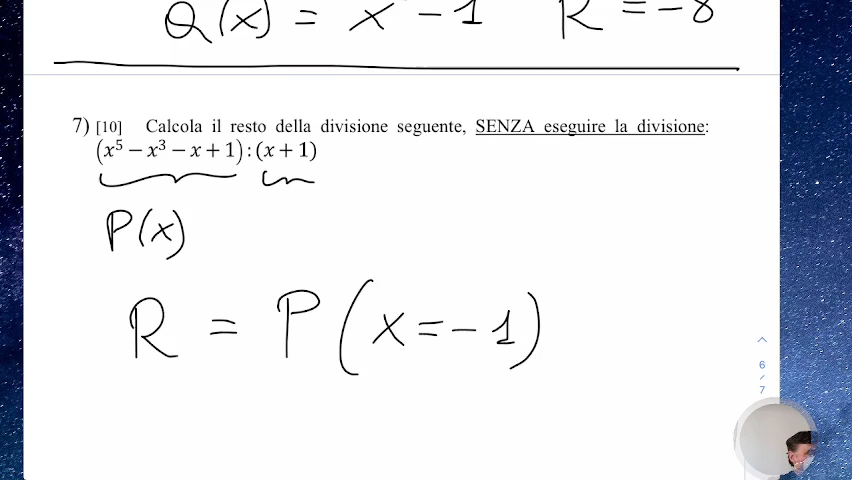 Q(x) = x - 1 R = -8
7) [10] Calcola il resto della divisione seguente, SENZA eseguire la divisione:
(x⁵ − x³ − x + 1) : (x + 1)
P(x)
R = P(x = -1)
6
/
7